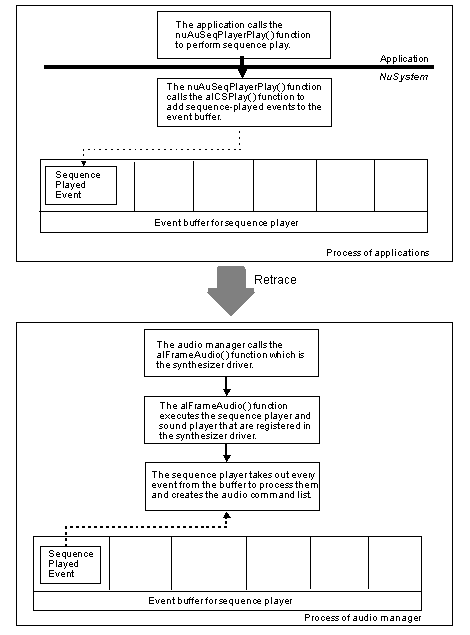 The application calls the
nuAuSeqPlayerPlay( ) function
to perform sequence play.
Application
NuSystem
The nuAuSeqPlayerPlay( ) function
calls the alCSPlay( ) function to
add sequence-played events to the
event buffer.
Sequence
Played
Event
Event buffer for sequence player
Process of applications
Retrace
The audio manager calls the
alFrameAudio( ) function which is
the synthesizer driver.
The alFrameAudio( ) function
executes the sequence player and
sound player that are registered in
the synthesizer driver.
The sequence player takes out every
event from the buffer to process them
and creates the audio command list.
Sequence
Played
Event
Event buffer for sequence player
Process of audio manager